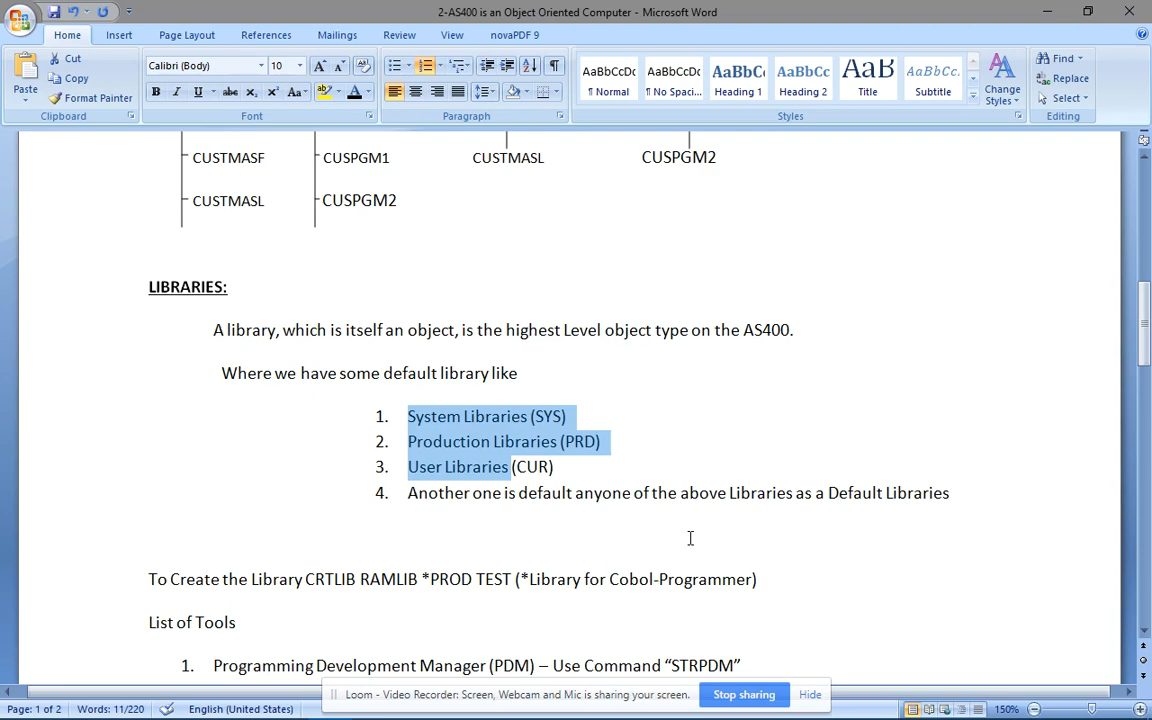 2-AS400 is an Object Oriented Computer - Microsoft Word
Home Insert Page Layout References Mailings Review View novaPDF 9
Paste
Cut
Copy
Format Painter
Clipboard
Calibri (Body) 10
B I U abc x₂ x² Aa
ab A
Font
Paragraph
AaBbCcDc AaBbCcDc AaBbC AaBbCc AaB AaBbCcD.
¶ Normal ¶ No Spaci... Heading 1 Heading 2 Title Subtitle
Styles
Change Styles
Find
Replace
Select
Editing
CUSTMASF CUSPGM1 CUSTMASL CUSPGM2
CUSTMASL CUSPGM2
LIBRARIES:
A library, which is itself an object, is the highest Level object type on the AS400.
Where we have some default library like
1. System Libraries (SYS)
2. Production Libraries (PRD)
3. User Libraries (CUR)
4. Another one is default anyone of the above Libraries as a Default Libraries
To Create the Library CRTLIB RAMLIB *PROD TEST (*Library for Cobol-Programmer)
List of Tools
1. Programming Development Manager (PDM) – Use Command “STRPDM”
Loom - Video Recorder: Screen, Webcam and Mic is sharing your screen. Stop sharing Hide
Page: 1 of 2 Words: 11/220 English (United States) 150%